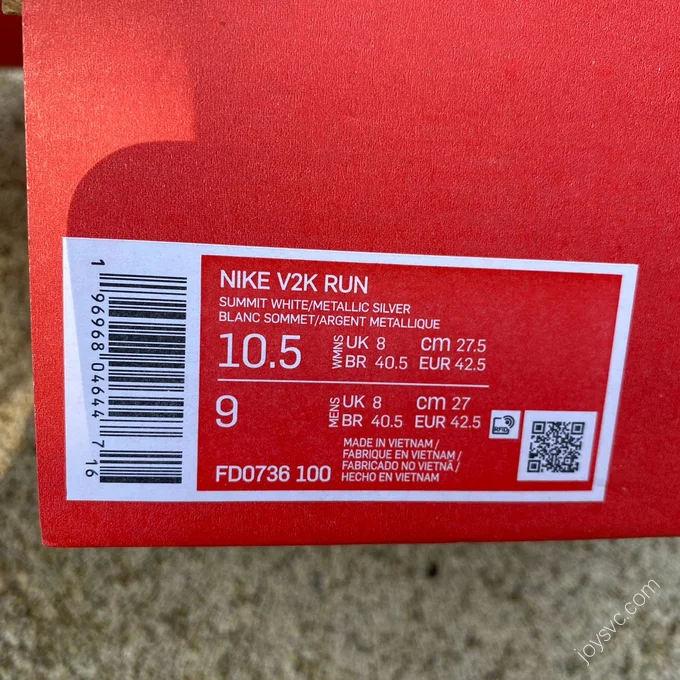 1 96968 04644 7 16
NIKE V2K RUN
SUMMIT WHITE/METALLIC SILVER
BLANC SOMMET/ARGENT METALLIQUE
10.5 WMNS UK 8 cm 27.5
BR 40.5 EUR 42.5
9 MENS UK 8 cm 27
BR 40.5 EUR 42.5
RFID
MADE IN VIETNAM /
FABRIQUE EN VIETNAM /
FABRICADO NO VIETNÃ /
HECHO EN VIETNAM
FD0736 100
joysvc.com